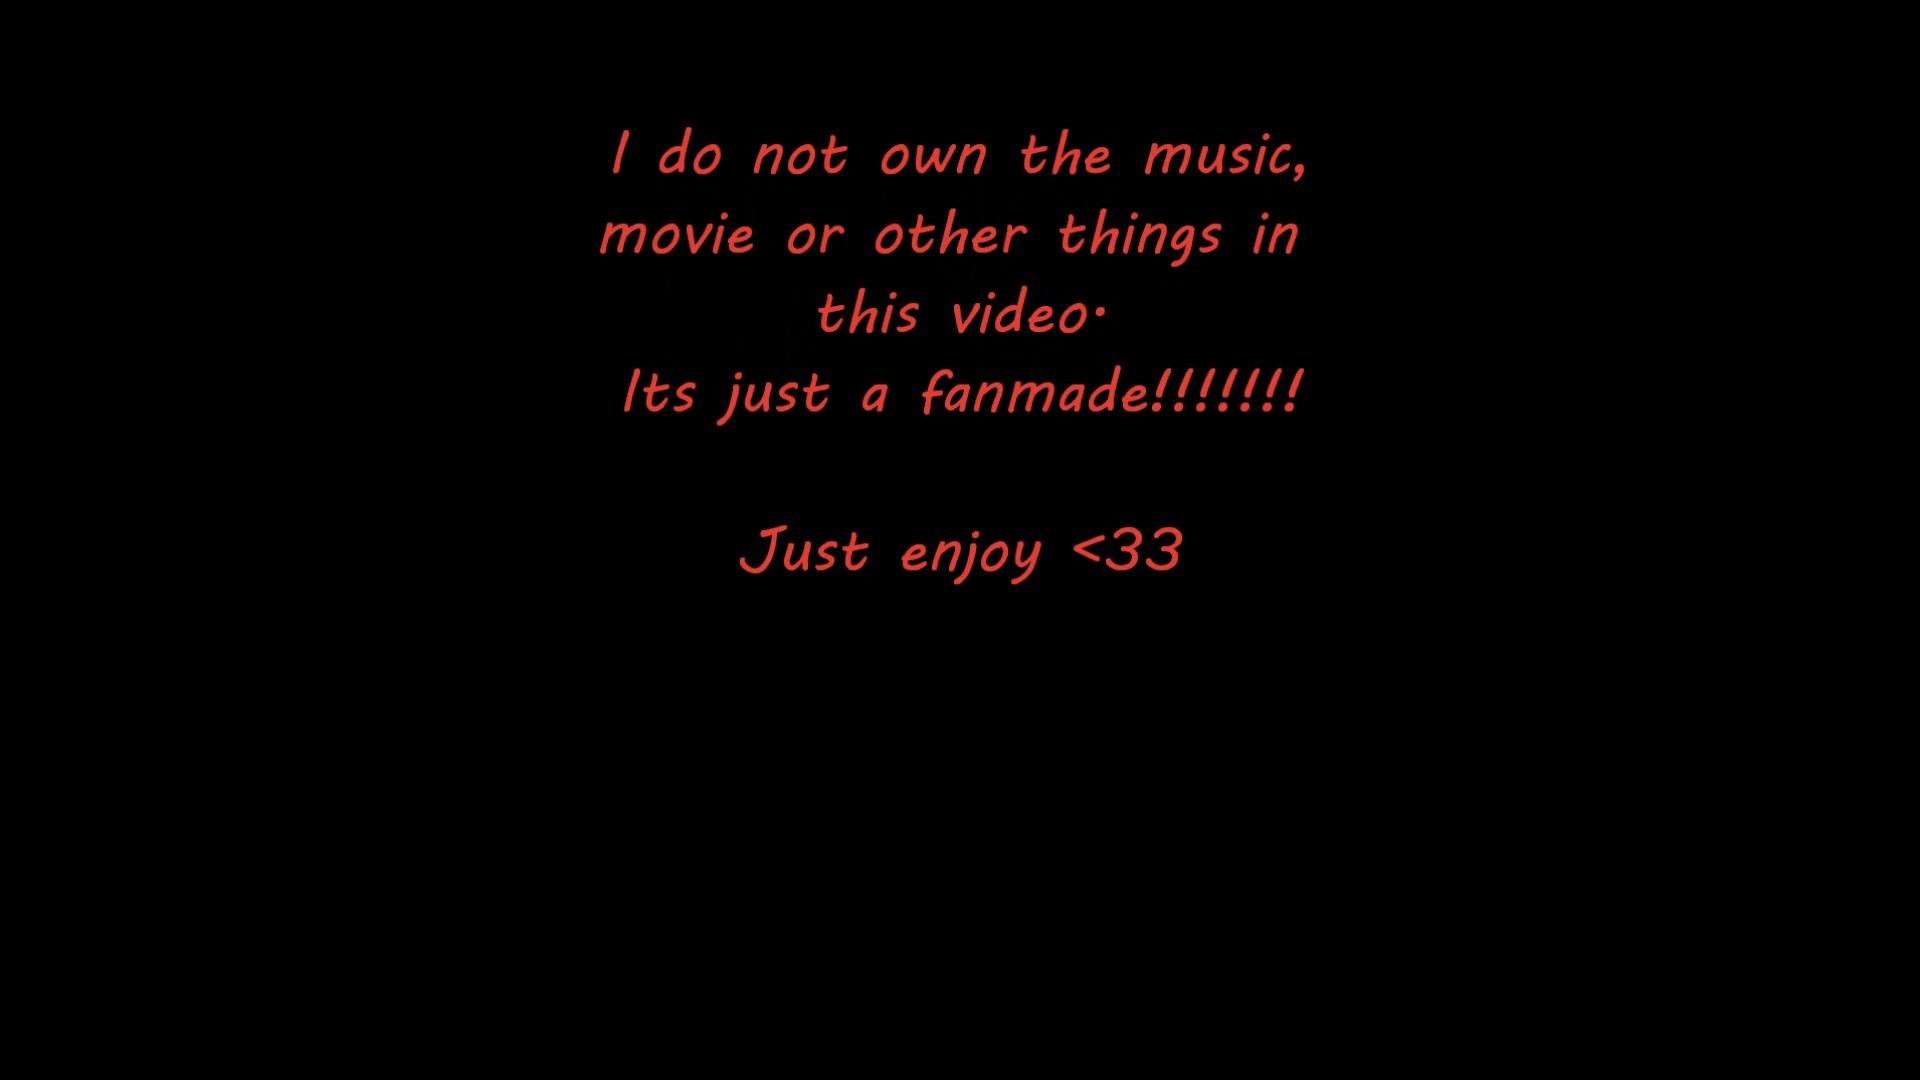 I do not own the music,
movie or other things in
this video.
Its just a fanmade!!!!!!!
Just enjoy <33